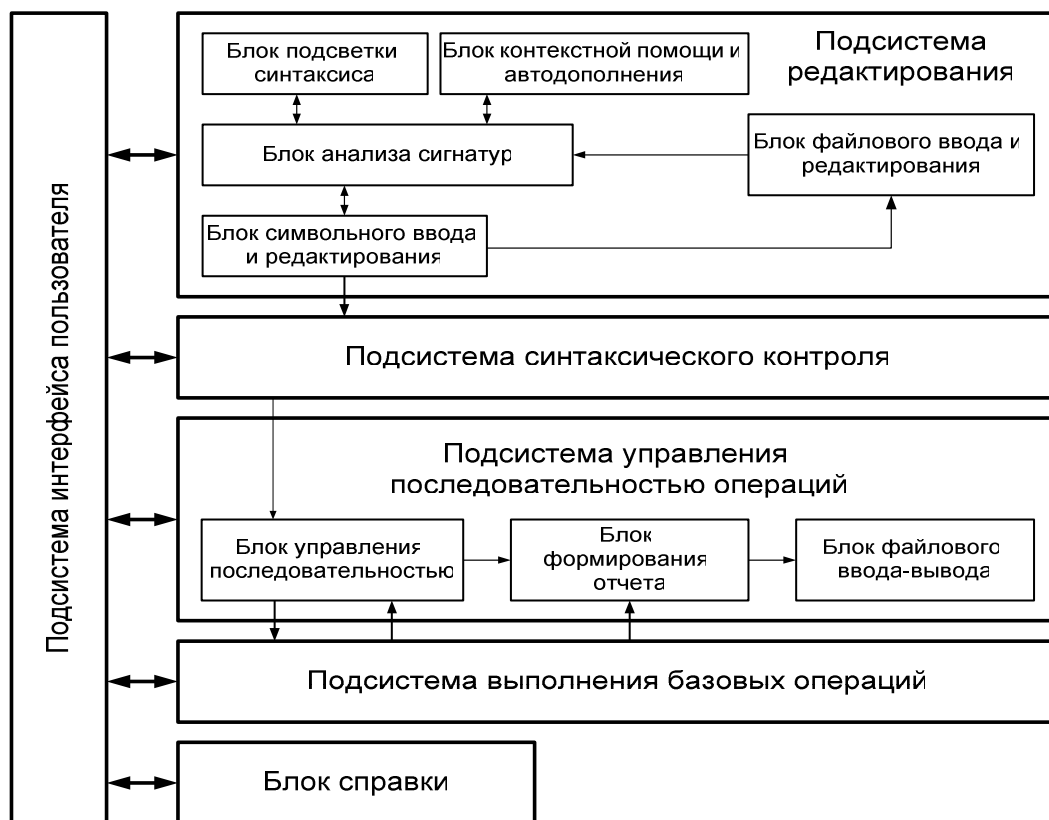 Подсистема интерфейса пользователя
Блок подсветки
синтаксиса
Блок контекстной помощи и
автодополнения
Подсистема
редактирования
Блок анализа сигнатур
Блок файлового ввода и
редактирования
Блок символьного ввода
и редактирования
Подсистема синтаксического контроля
Подсистема управления
последовательностью операций
Блок управления
последовательностью
Блок
формирования
отчета
Блок файлового
ввода-вывода
Подсистема выполнения базовых операций
Блок справки